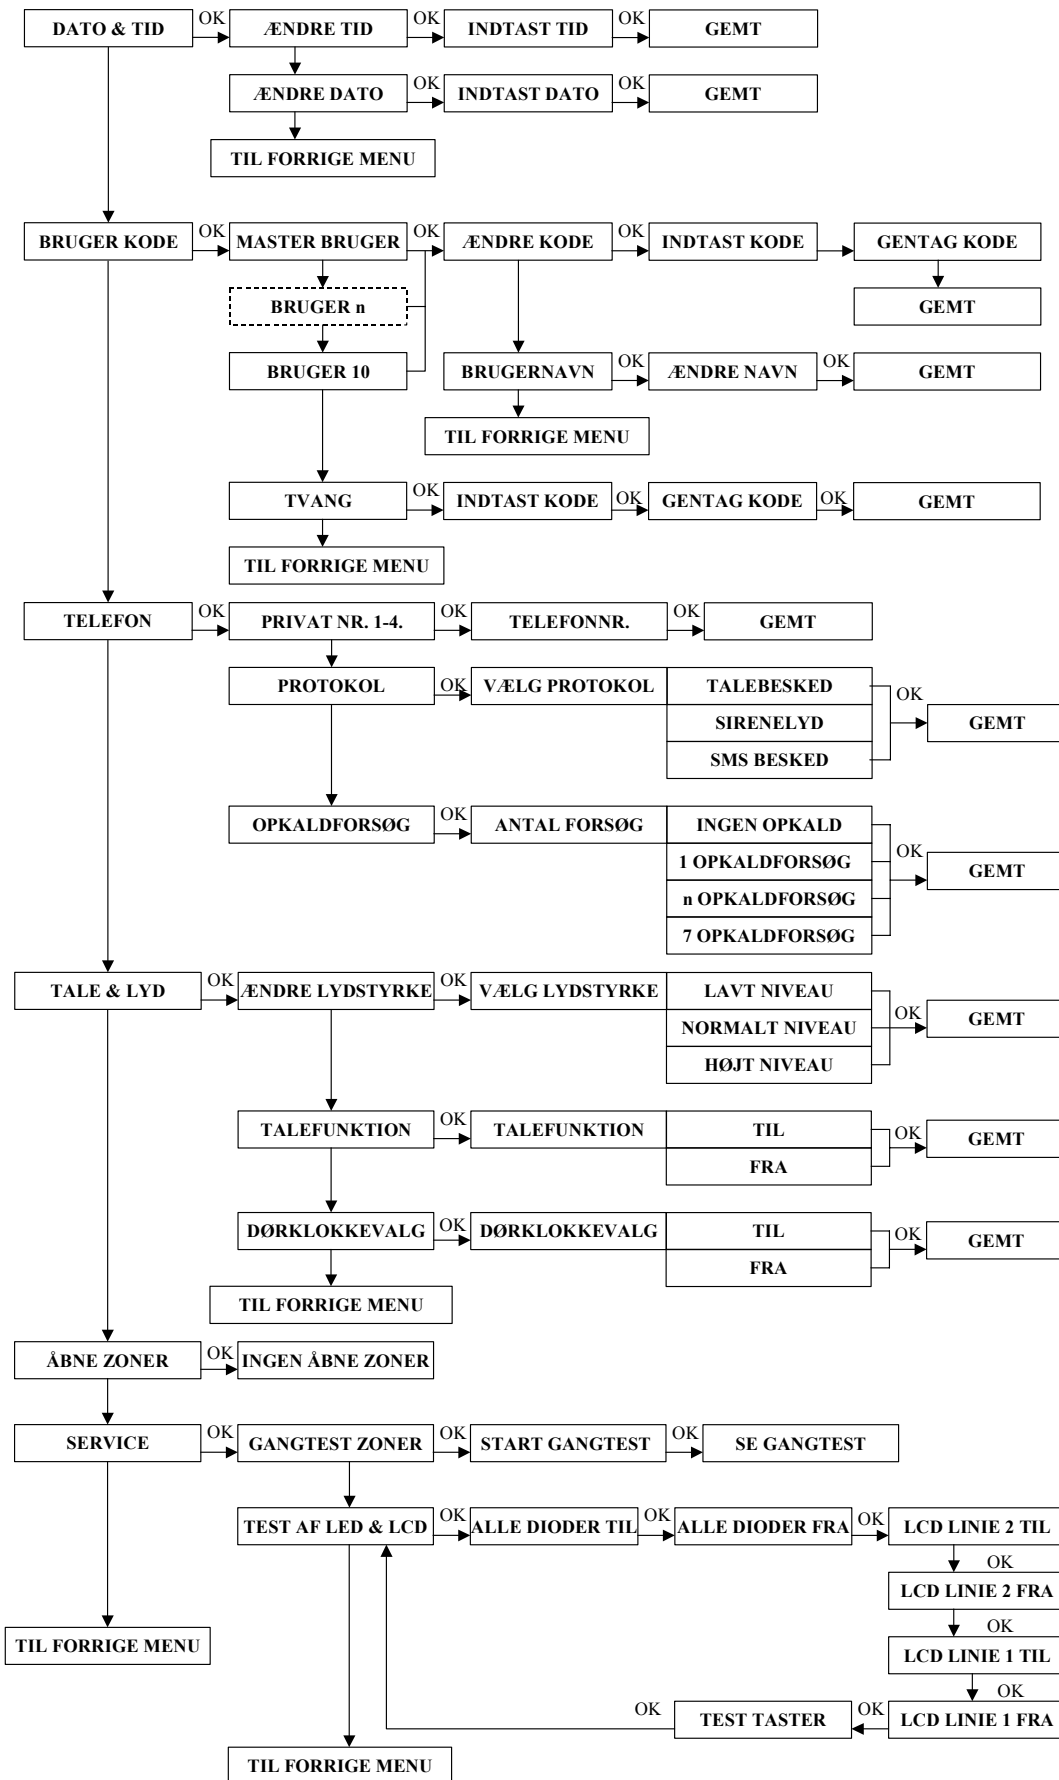 DATO & TID OK ÆNDRE TID OK INDTAST TID OK GEMT
ÆNDRE DATO OK INDTAST DATO OK GEMT
TIL FORRIGE MENU
BRUGER KODE OK MASTER BRUGER OK ÆNDRE KODE OK INDTAST KODE GENTAG KODE
BRUGER n GEMT
BRUGER 10 BRUGERNAVN OK ÆNDRE NAVN OK GEMT
TIL FORRIGE MENU
TVANG OK INDTAST KODE OK GENTAG KODE OK GEMT
TIL FORRIGE MENU
TELEFON OK PRIVAT NR. 1-4. OK TELEFONNR. OK GEMT
PROTOKOL OK VÆLG PROTOKOL TALEBESKED OK
SIRENELYD GEMT
SMS BESKED
OPKALDFORSØG OK ANTAL FORSØG INGEN OPKALD
1 OPKALDFORSØG OK GEMT
n OPKALDFORSØG
7 OPKALDFORSØG
TALE & LYD OK ÆNDRE LYDSTYRKE OK VÆLG LYDSTYRKE LAVT NIVEAU
NORMALT NIVEAU OK GEMT
HØJT NIVEAU
TALEFUNKTION OK TALEFUNKTION TIL OK GEMT
FRA
DØRKLOKKEVALG OK DØRKLOKKEVALG TIL OK GEMT
FRA
TIL FORRIGE MENU
ÅBNE ZONER OK INGEN ÅBNE ZONER
SERVICE OK GANGTEST ZONER OK START GANGTEST OK SE GANGTEST
TEST AF LED & LCD OK ALLE DIODER TIL OK ALLE DIODER FRA OK LCD LINIE 2 TIL
OK
LCD LINIE 2 FRA
OK
TIL FORRIGE MENU LCD LINIE 1 TIL
OK
OK TEST TASTER OK LCD LINIE 1 FRA
TIL FORRIGE MENU